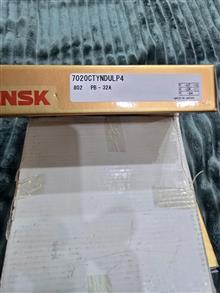 NSK
7020CTYNDULP4
802 PB - 32A